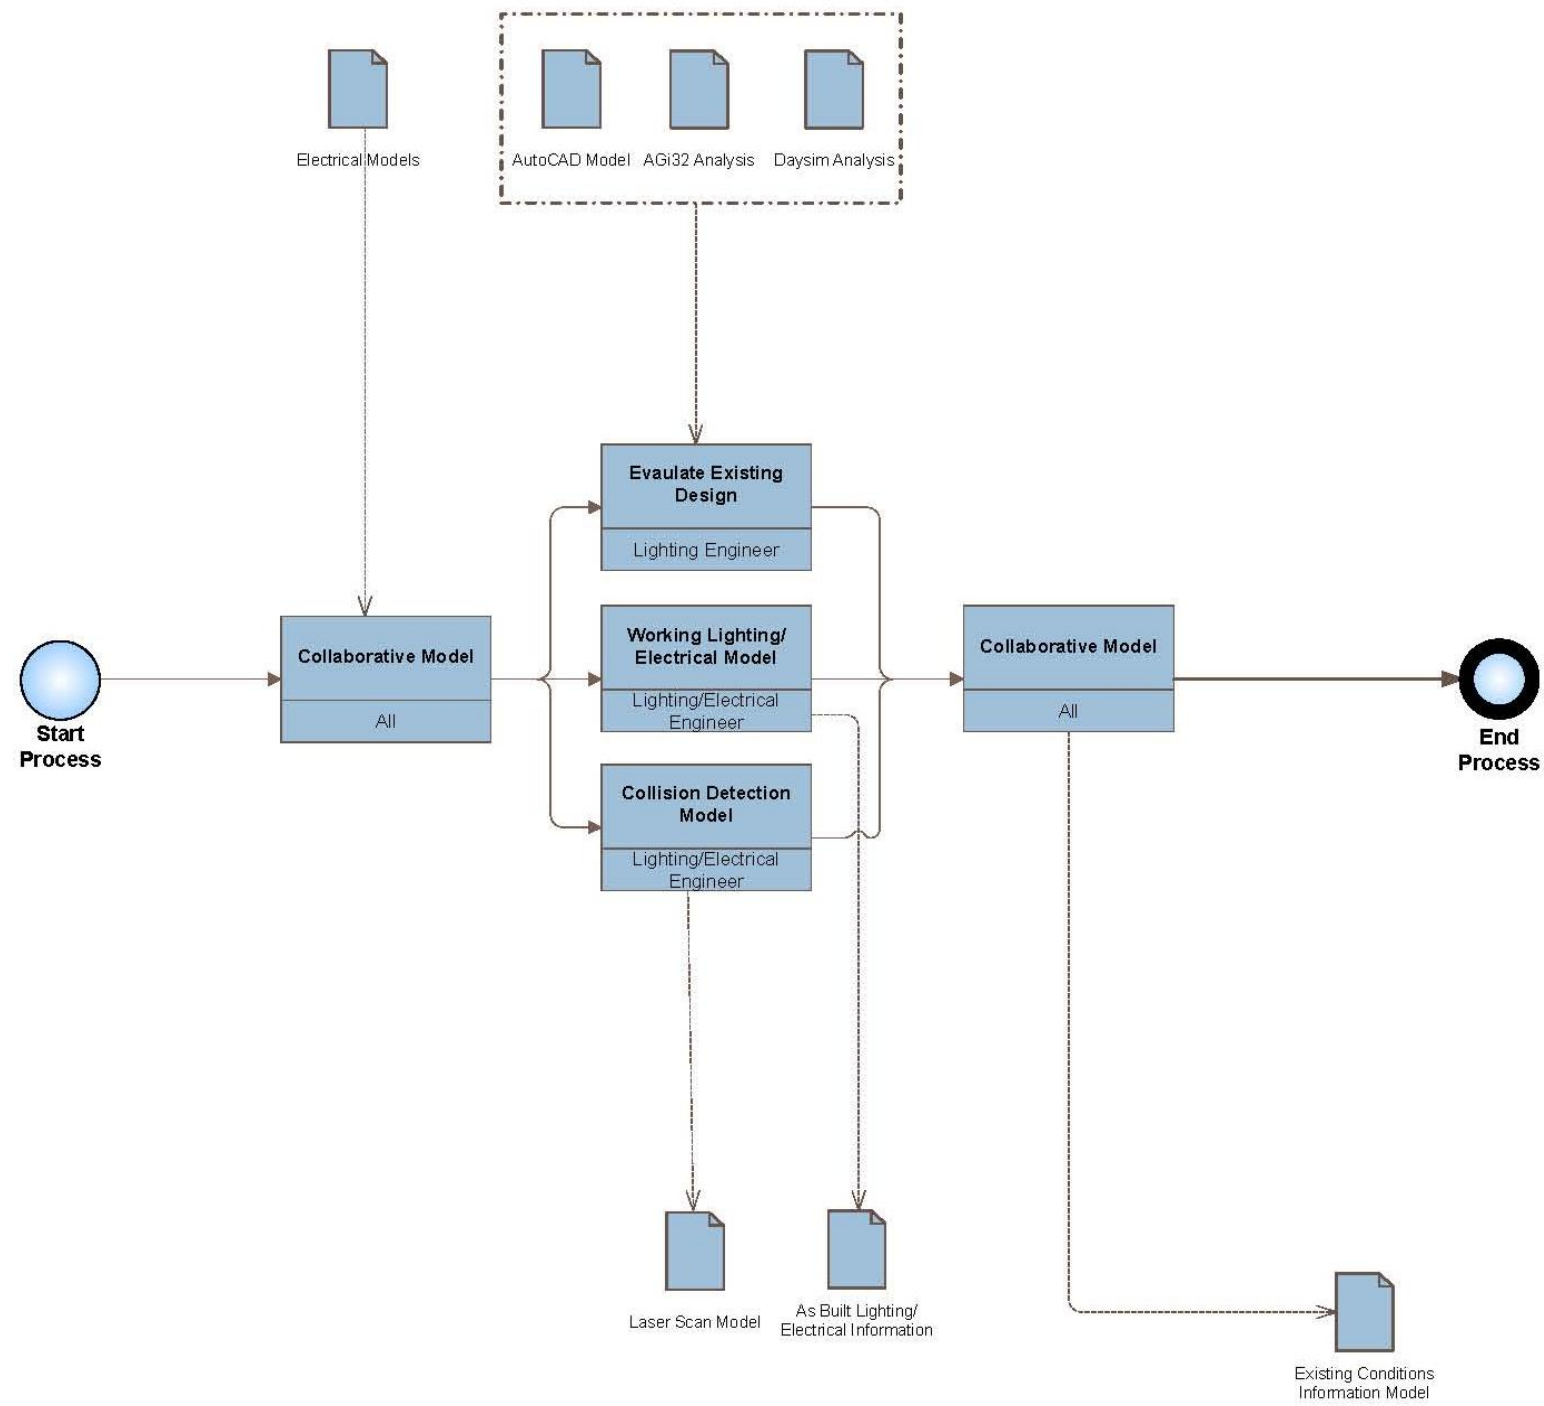 Electrical Models
AutoCAD Model
AGi32 Analysis
Daysim Analysis
Evaulate Existing
Design
Lighting Engineer
Start
Process
Collaborative Model
All
Working Lighting/
Electrical Model
Lighting/Electrical
Engineer
Collision Detection
Model
Lighting/Electrical
Engineer
Collaborative Model
All
End
Process
Laser Scan Model
As Built Lighting/
Electrical Information
Existing Conditions
Information Model